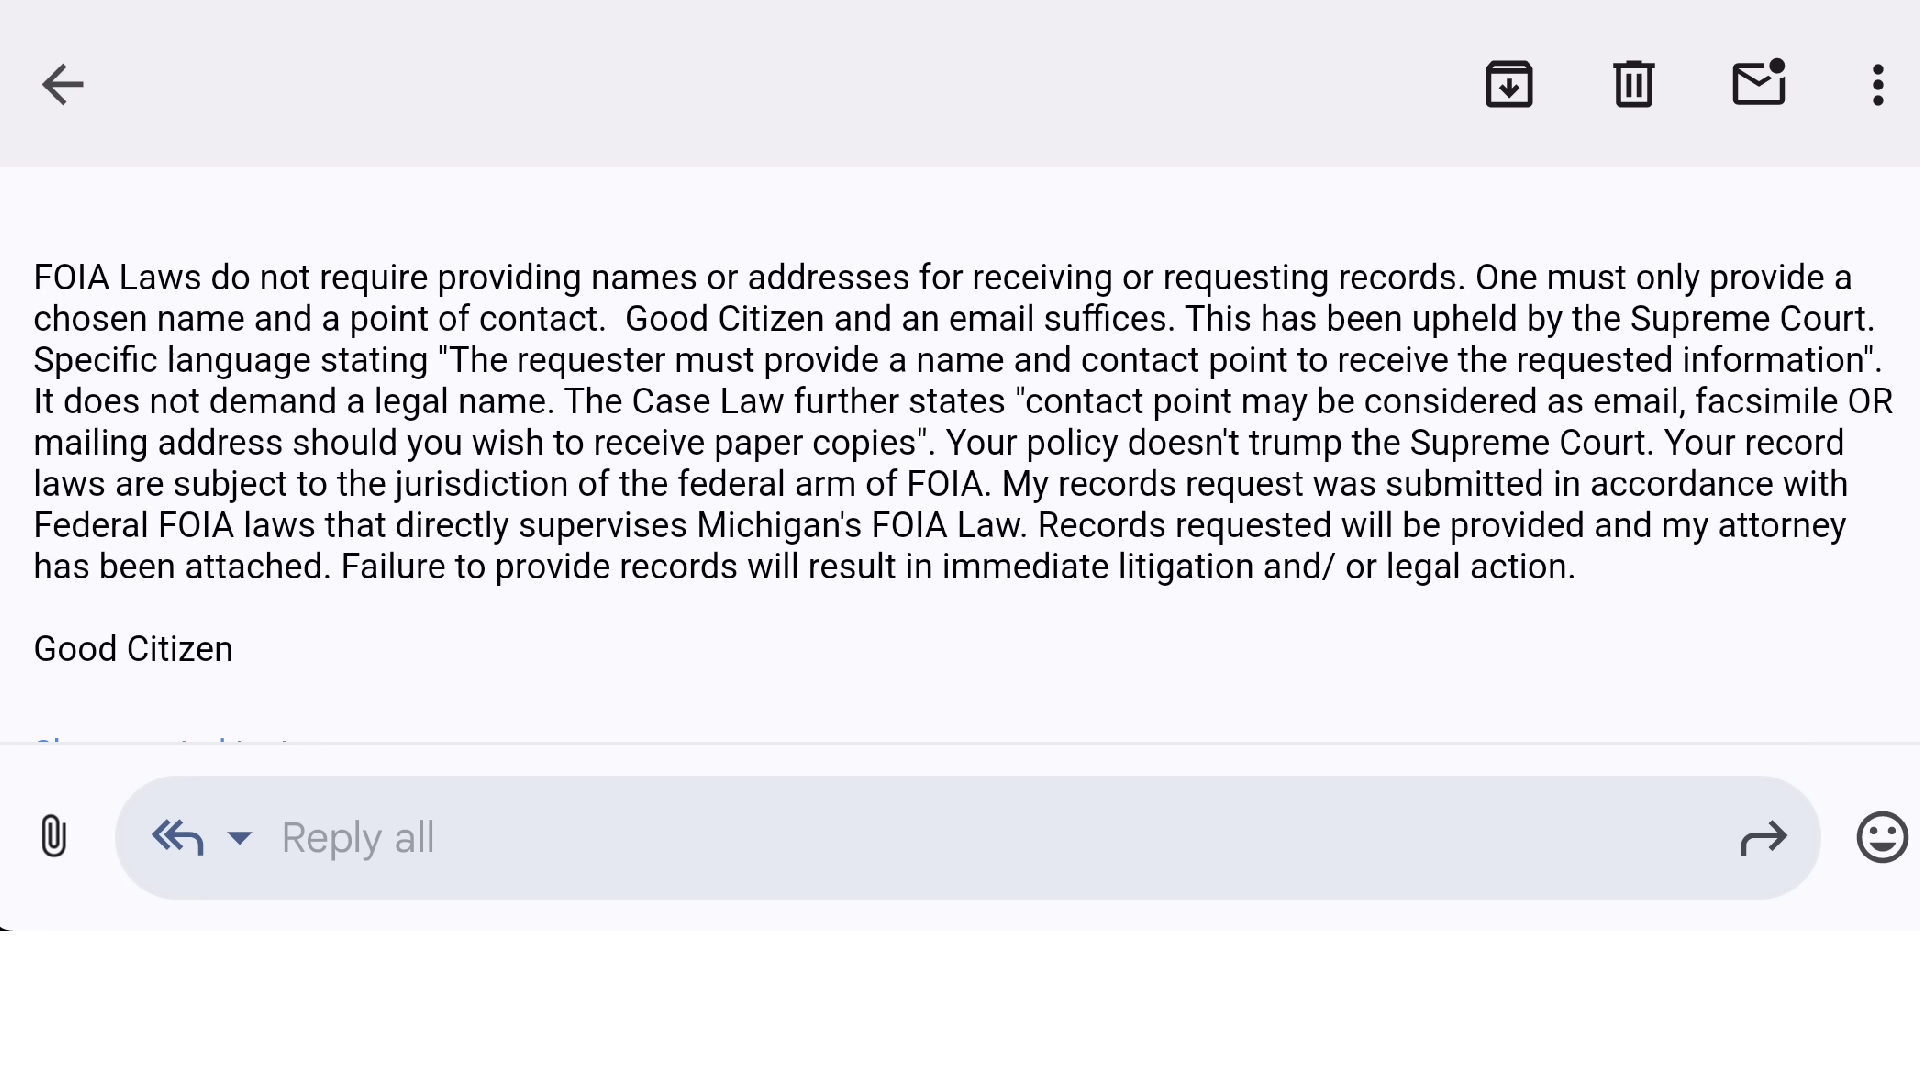 FOIA Laws do not require providing names or addresses for receiving or requesting records. One must only provide a
chosen name and a point of contact.  Good Citizen and an email suffices. This has been upheld by the Supreme Court.
Specific language stating "The requester must provide a name and contact point to receive the requested information".
It does not demand a legal name. The Case Law further states "contact point may be considered as email, facsimile OR
mailing address should you wish to receive paper copies". Your policy doesn't trump the Supreme Court. Your record
laws are subject to the jurisdiction of the federal arm of FOIA. My records request was submitted in accordance with
Federal FOIA laws that directly supervises Michigan's FOIA Law. Records requested will be provided and my attorney
has been attached. Failure to provide records will result in immediate litigation and/ or legal action.
Good Citizen
Reply all